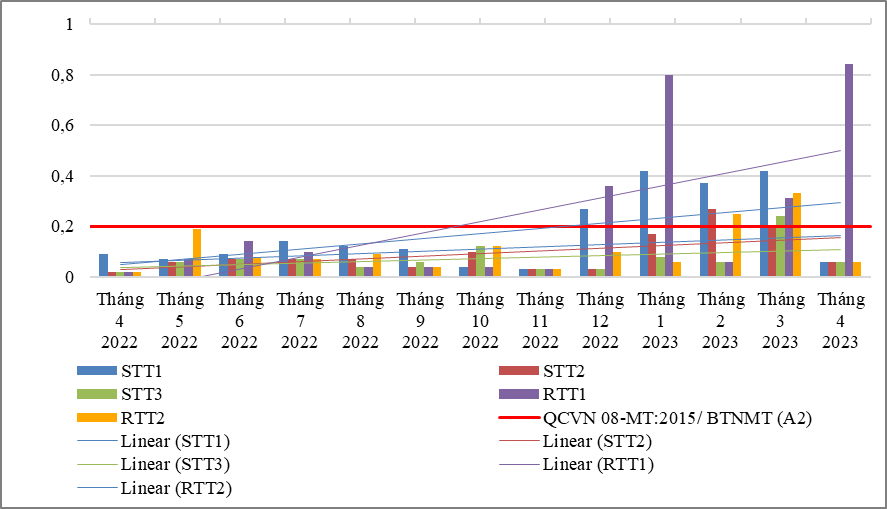 1
0,8
0,6
0,4
0,2
0
Tháng Tháng Tháng Tháng Tháng Tháng Tháng Tháng Tháng Tháng Tháng Tháng Tháng
4 5 6 7 8 9 10 11 12 1 2 3 4
2022 2022 2022 2022 2022 2022 2022 2022 2022 2023 2023 2023 2023
STT1 STT2
STT3 RTT1
RTT2 QCVN 08-MT:2015/ BTNMT (A2)
Linear (STT1) Linear (STT2)
Linear (STT3) Linear (RTT1)
Linear (RTT2)